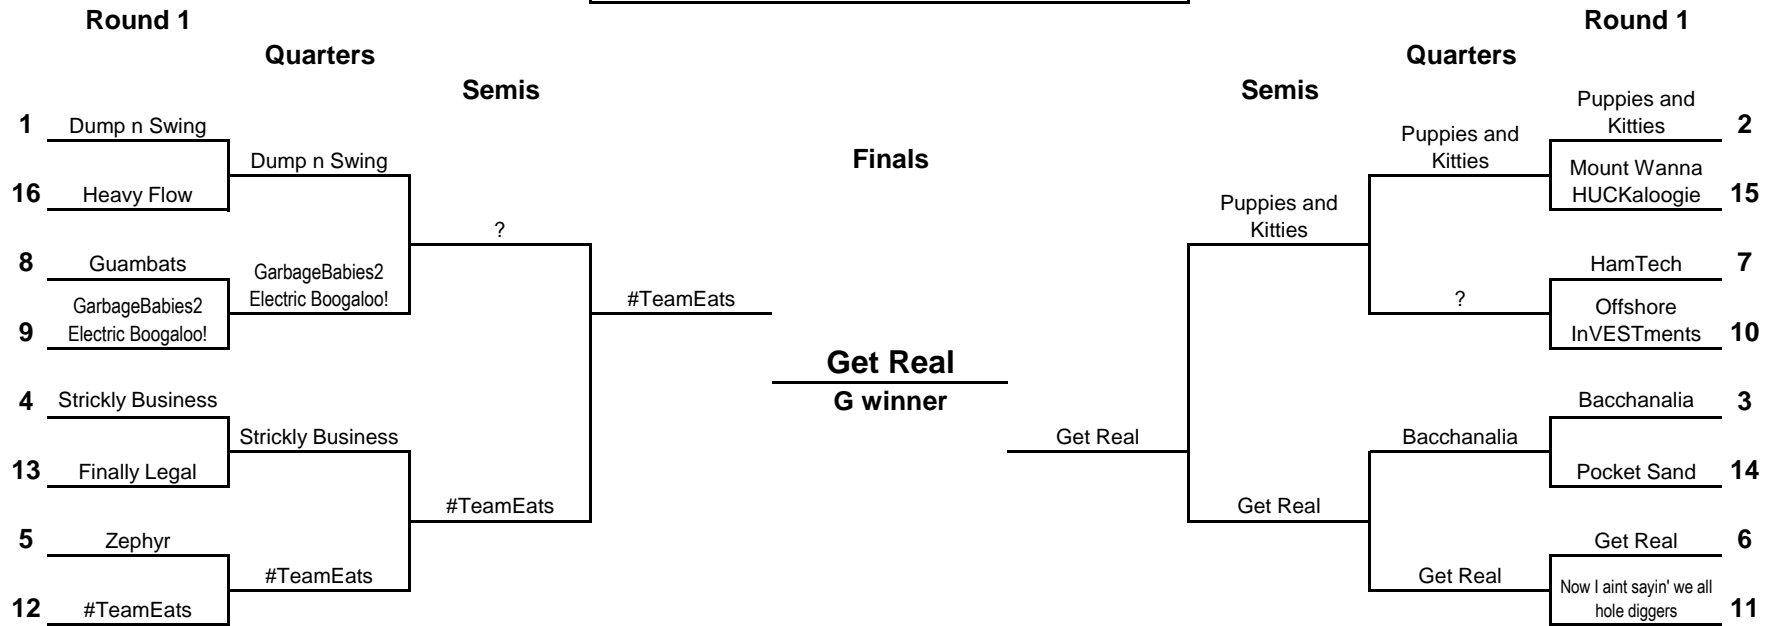 Round 1
Round 1
Quarters
Quarters
Semis
Semis
Finals
1 Dump n Swing
16 Heavy Flow
8 Guambats
9 GarbageBabies2
Electric Boogaloo!
4 Strickly Business
13 Finally Legal
5 Zephyr
12 #TeamEats
Dump n Swing
GarbageBabies2
Electric Boogaloo!
Strickly Business
#TeamEats
?
#TeamEats
#TeamEats
Get Real
G winner
Get Real
Puppies and
Kitties
Get Real
Puppies and
Kitties
?
Bacchanalia
Get Real
Puppies and
Kitties 2
Mount Wanna
HUCKaloogie 15
HamTech 7
Offshore
InVESTments 10
Bacchanalia 3
Pocket Sand 14
Get Real 6
Now I aint sayin' we all
hole diggers 11